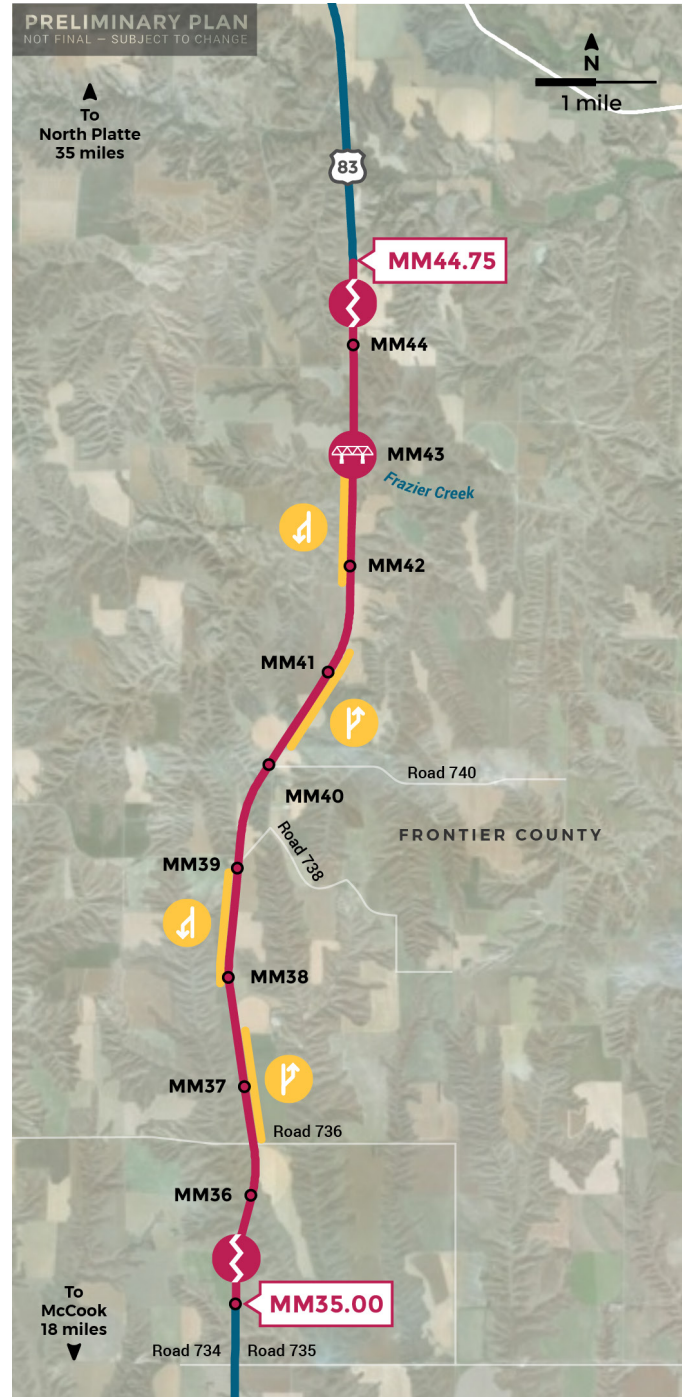 PRELIMINARY PLAN
NOT FINAL – SUBJECT TO CHANGE
N
1 mile
To
North Platte
35 miles
83
MM44.75
MM44
MM43
Frazier Creek
MM42
MM41
Road 740
MM40
Road 738
FRONTIER COUNTY
MM39
MM38
MM37
Road 736
MM36
To
McCook
18 miles
MM35.00
Road 734
Road 735